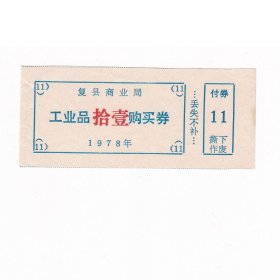 (11) (11)
复县商业局
工业品拾壹购买券
1978年
(11) (11)
…丢失不补…
付券
11
撕下
作废